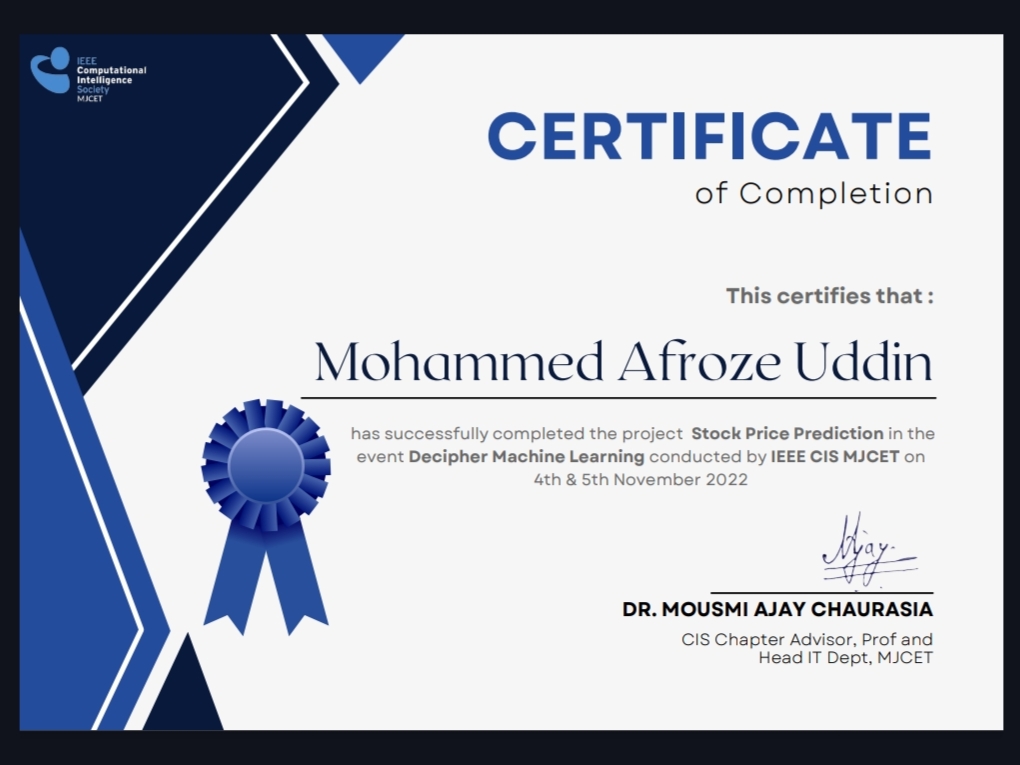 IEEE
Computational
Intelligence
Society
MJCET
CERTIFICATE
of Completion
This certifies that :
Mohammed Afroze Uddin
has successfully completed the project Stock Price Prediction in the
event Decipher Machine Learning conducted by IEEE CIS MJCET on
4th & 5th November 2022
DR. MOUSMI AJAY CHAURASIA
CIS Chapter Advisor, Prof and
Head IT Dept, MJCET